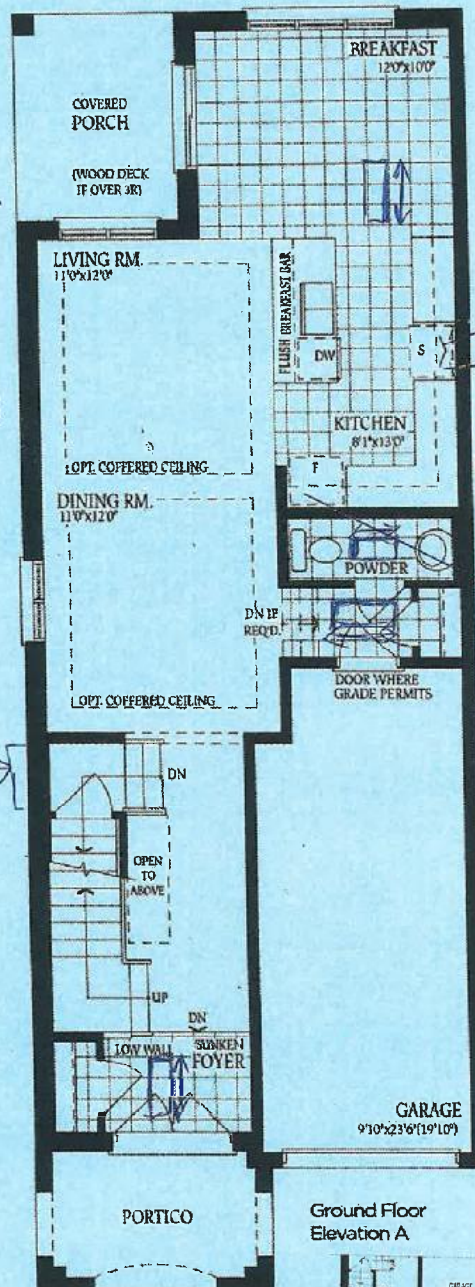 BREAKFAST
12'0"x10'0"
COVERED
PORCH
(WOOD DECK
IF OVER 3R)
LIVING RM.
11'0"x12'0"
FLUSH BREAKFAST BAR
DW
S
KITCHEN
8'1"x13'0"
OPT. COFFERED CEILING
F
DINING RM.
11'0"x12'0"
POWDER
DN IF
REQ'D.
DOOR WHERE
GRADE PERMITS
OPT. COFFERED CEILING
DN
OPEN
TO
ABOVE
UP
DN
LOW WALL
SUNKEN
FOYER
GARAGE
9'10"x23'6"(19'10")
PORTICO
Ground Floor
Elevation A